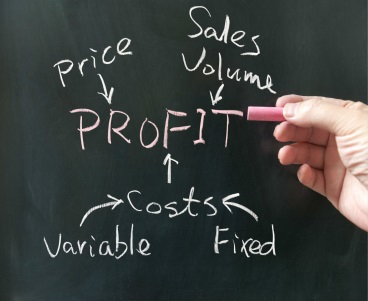 Price
Sales
Volume
PROFIT
Costs
Variable
Fixed